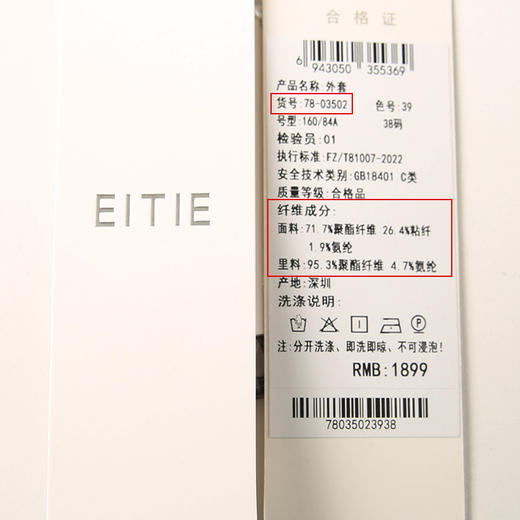 EITIE
合格证
6 943050 355369
产品名称:外套
货号:78-03502 色号:39
号型:160/84A 38码
检验员:01
执行标准:FZ/T81007-2022
安全技术类别:GB18401 C类
质量等级:合格品
纤维成分:
面料:71.7%聚酯纤维 26.4%粘纤
1.9%氨纶
里料:95.3%聚酯纤维 4.7%氨纶
产地:深圳
洗涤说明:
注:分开洗涤、即洗即晾、不可浸泡!
RMB:1899
78035023938